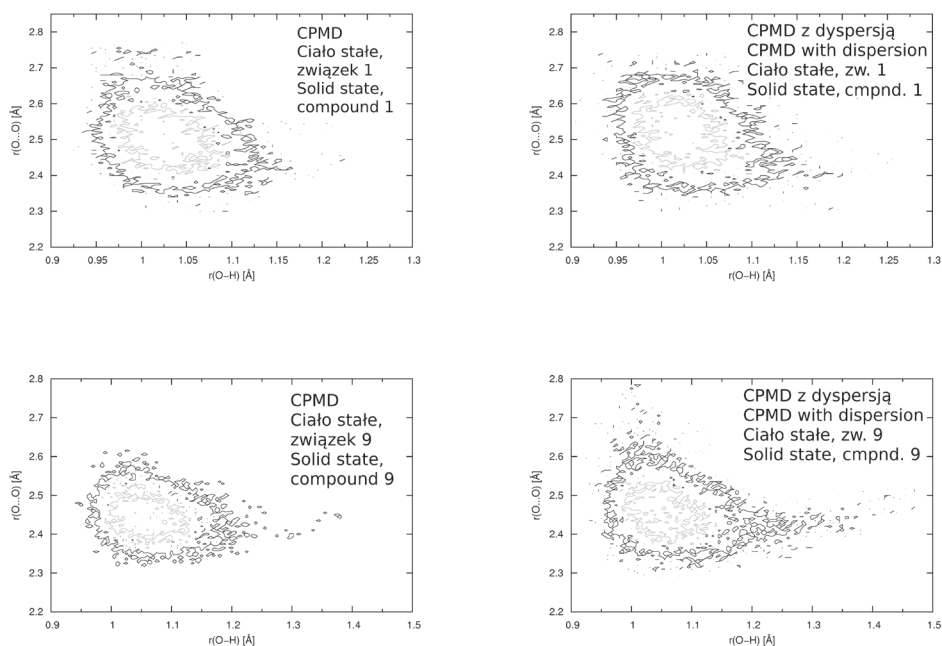 CPMD
Ciało stałe,
związek 1
Solid state,
compound 1
r(O...O) [Å]
2.8
2.7
2.6
2.5
2.4
2.3
2.2
0.9 0.95 1 1.05 1.1 1.15 1.2 1.25 1.3
r(O–H) [Å]
CPMD z dyspersją
CPMD with dispersion
Ciało stałe, zw. 1
Solid state, cmpnd. 1
r(O...O) [Å]
2.8
2.7
2.6
2.5
2.4
2.3
2.2
0.9 0.95 1 1.05 1.1 1.15 1.2 1.25 1.3
r(O–H) [Å]
CPMD
Ciało stałe,
związek 9
Solid state,
compound 9
r(O...O) [Å]
2.8
2.7
2.6
2.5
2.4
2.3
2.2
0.9 1 1.1 1.2 1.3 1.4 1.5
r(O–H) [Å]
CPMD z dyspersją
CPMD with dispersion
Ciało stałe, zw. 9
Solid state, cmpnd. 9
r(O...O) [Å]
2.8
2.7
2.6
2.5
2.4
2.3
2.2
0.9 1 1.1 1.2 1.3 1.4 1.5
r(O–H) [Å]